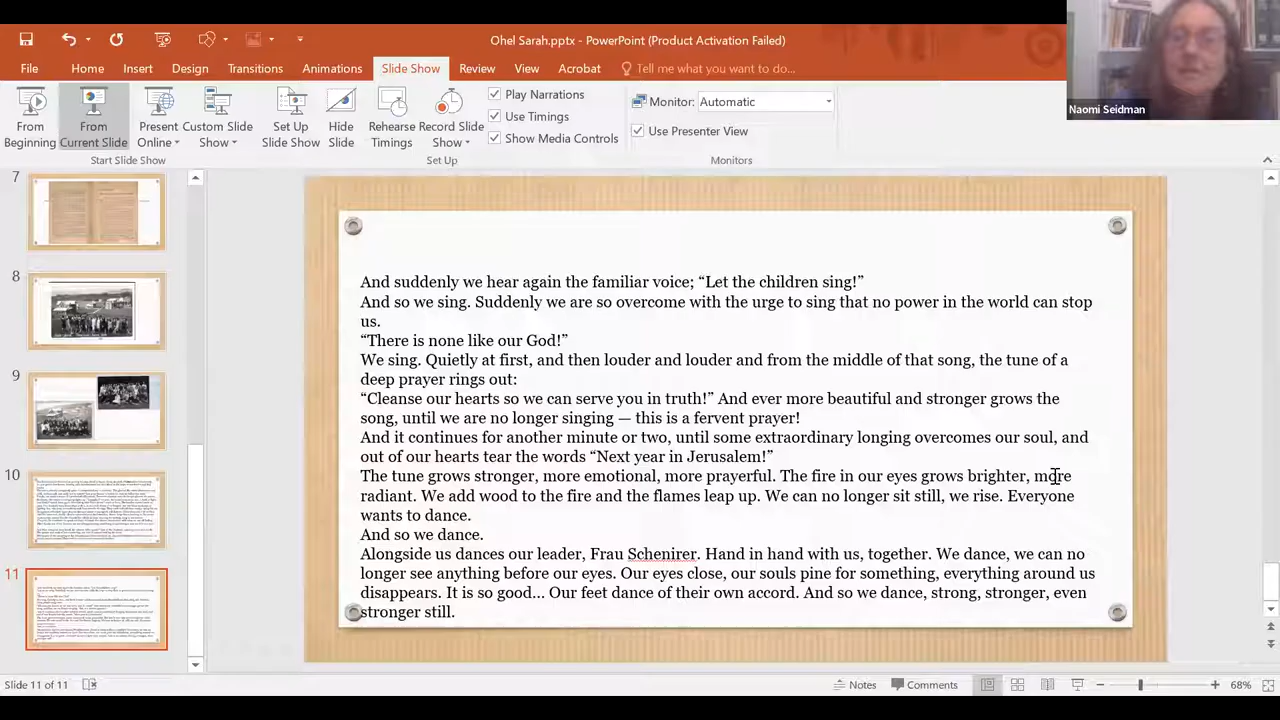 Ohel Sarah.pptx - PowerPoint (Product Activation Failed)
File Home Insert Design Transitions Animations Slide Show Review View Acrobat Tell me what you want to do...
Naomi Seidman
From Beginning
From Current Slide
Present Online
Custom Slide Show
Start Slide Show
Set Up Slide Show
Hide Slide
Rehearse Timings
Record Slide Show
Play Narrations
Use Timings
Show Media Controls
Set Up
Monitor: Automatic
Use Presenter View
Monitors
7
8
9
10
11
And suddenly we hear again the familiar voice; “Let the children sing!”
And so we sing. Suddenly we are so overcome with the urge to sing that no power in the world can stop
us.
“There is none like our God!”
We sing. Quietly at first, and then louder and louder and from the middle of that song, the tune of a
deep prayer rings out:
“Cleanse our hearts so we can serve you in truth!” And ever more beautiful and stronger grows the
song, until we are no longer singing — this is a fervent prayer!
And it continues for another minute or two, until some extraordinary longing overcomes our soul, and
out of our hearts tear the words “Next year in Jerusalem!”
The tune grows stronger, more emotional, more prayerful. The fire in our eyes grows brighter, more
radiant. We add wood to the fire and the flames leap up. We can no longer sit still, we rise. Everyone
wants to dance.
And so we dance.
Alongside us dances our leader, Frau Schenirer. Hand in hand with us, together. We dance, we can no
longer see anything before our eyes. Our eyes close, our souls pine for something, everything around us
disappears. It is so good... Our feet dance of their own accord. And so we dance, strong, stronger, even
stronger still.
Slide 11 of 11
Notes
Comments
68%